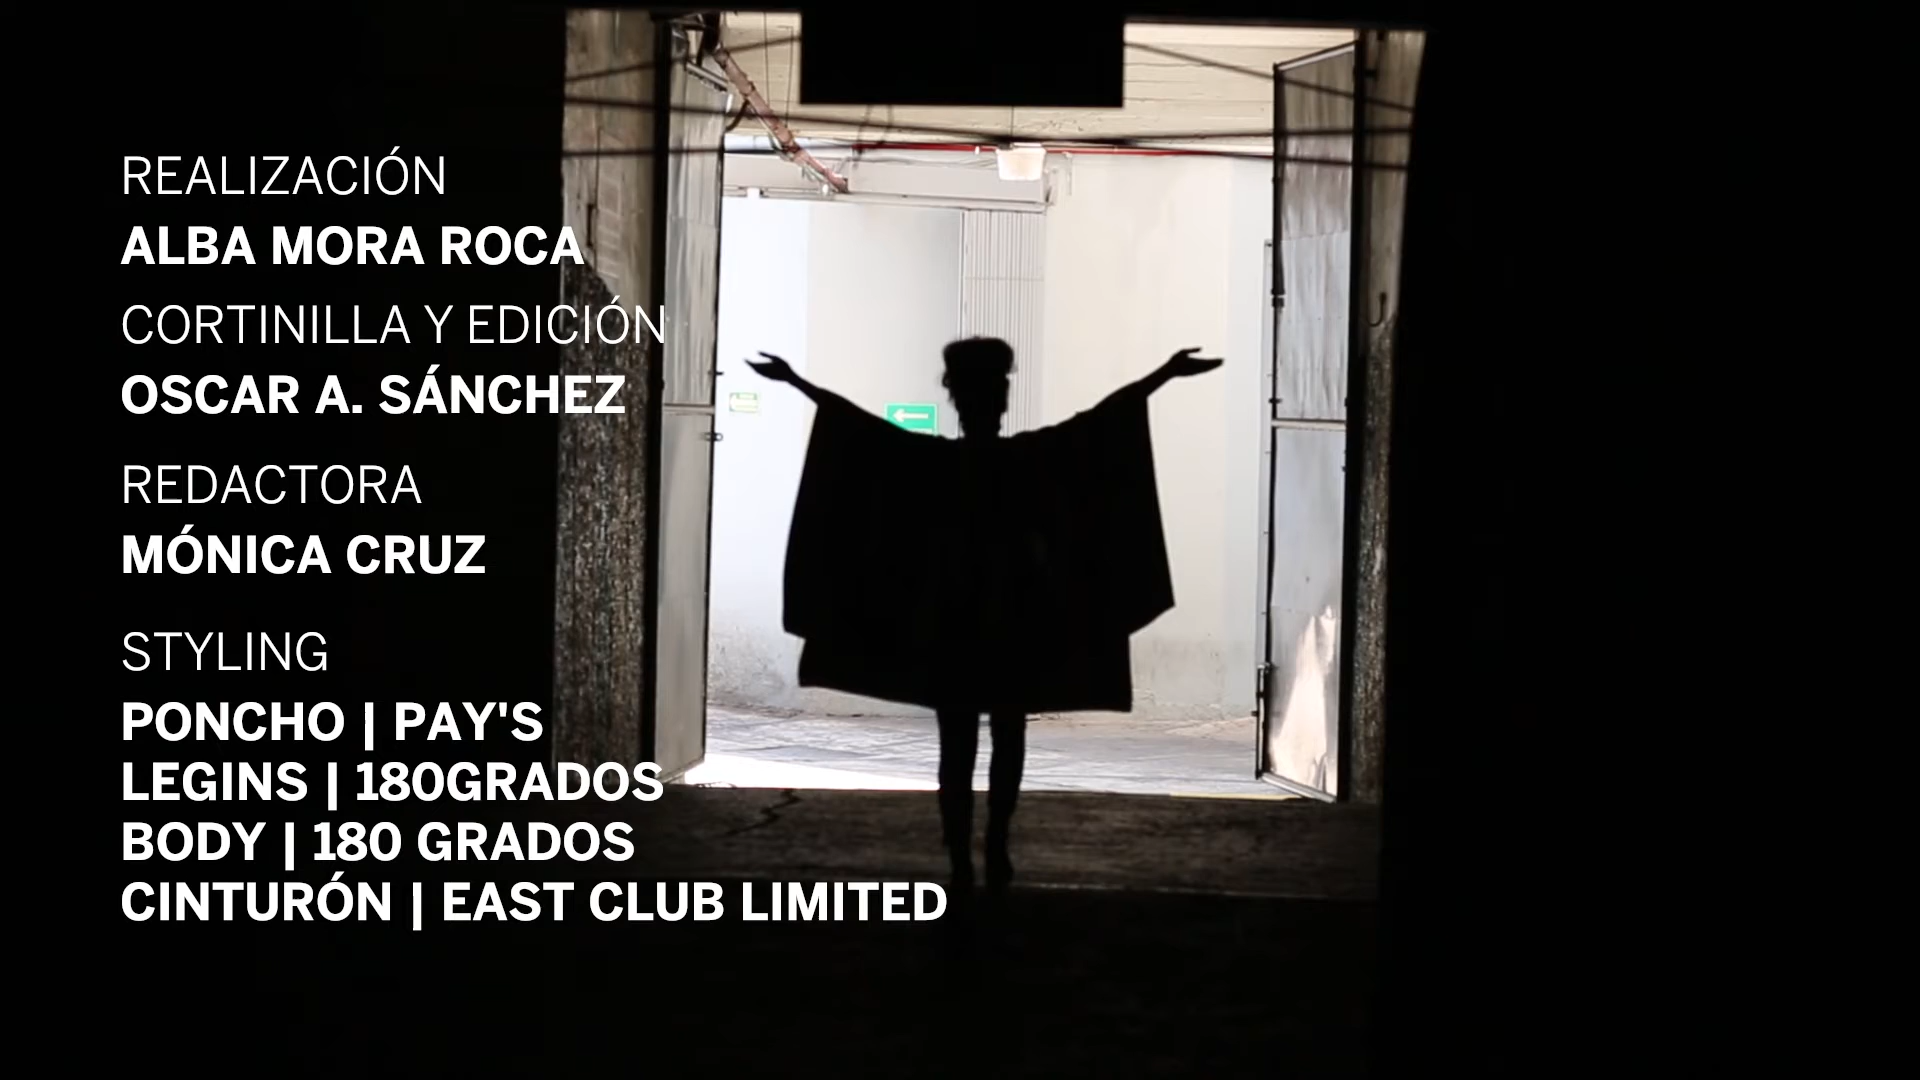 REALIZACIÓN
ALBA MORA ROCA
CORTINILLA Y EDICIÓN
OSCAR A. SÁNCHEZ
REDACTORA
MÓNICA CRUZ
STYLING
PONCHO | PAY'S
LEGINS | 180GRADOS
BODY | 180 GRADOS
CINTURÓN | EAST CLUB LIMITED